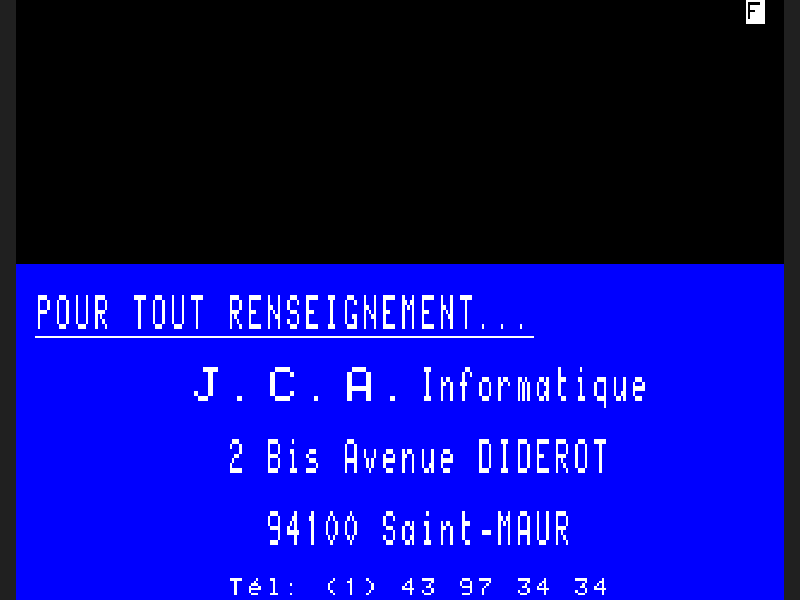 F
POUR TOUT RENSEIGNEMENT...
J.C.A. Informatique
2 Bis Avenue DIDEROT
94100 Saint-MAUR
Tél: (1) 43 97 34 34